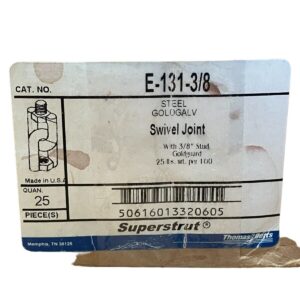 CAT. NO.
E-131-3/8
STEEL
GOLDGALV
Swivel Joint
With 3/8" Stud
Goldguard
25 lbs. wt. per 100
Made in U.S.A.
QUAN.
25
PIECE(S)
50616013320605
Superstrut®
Thomas&Betts
Memphis, TN 38125